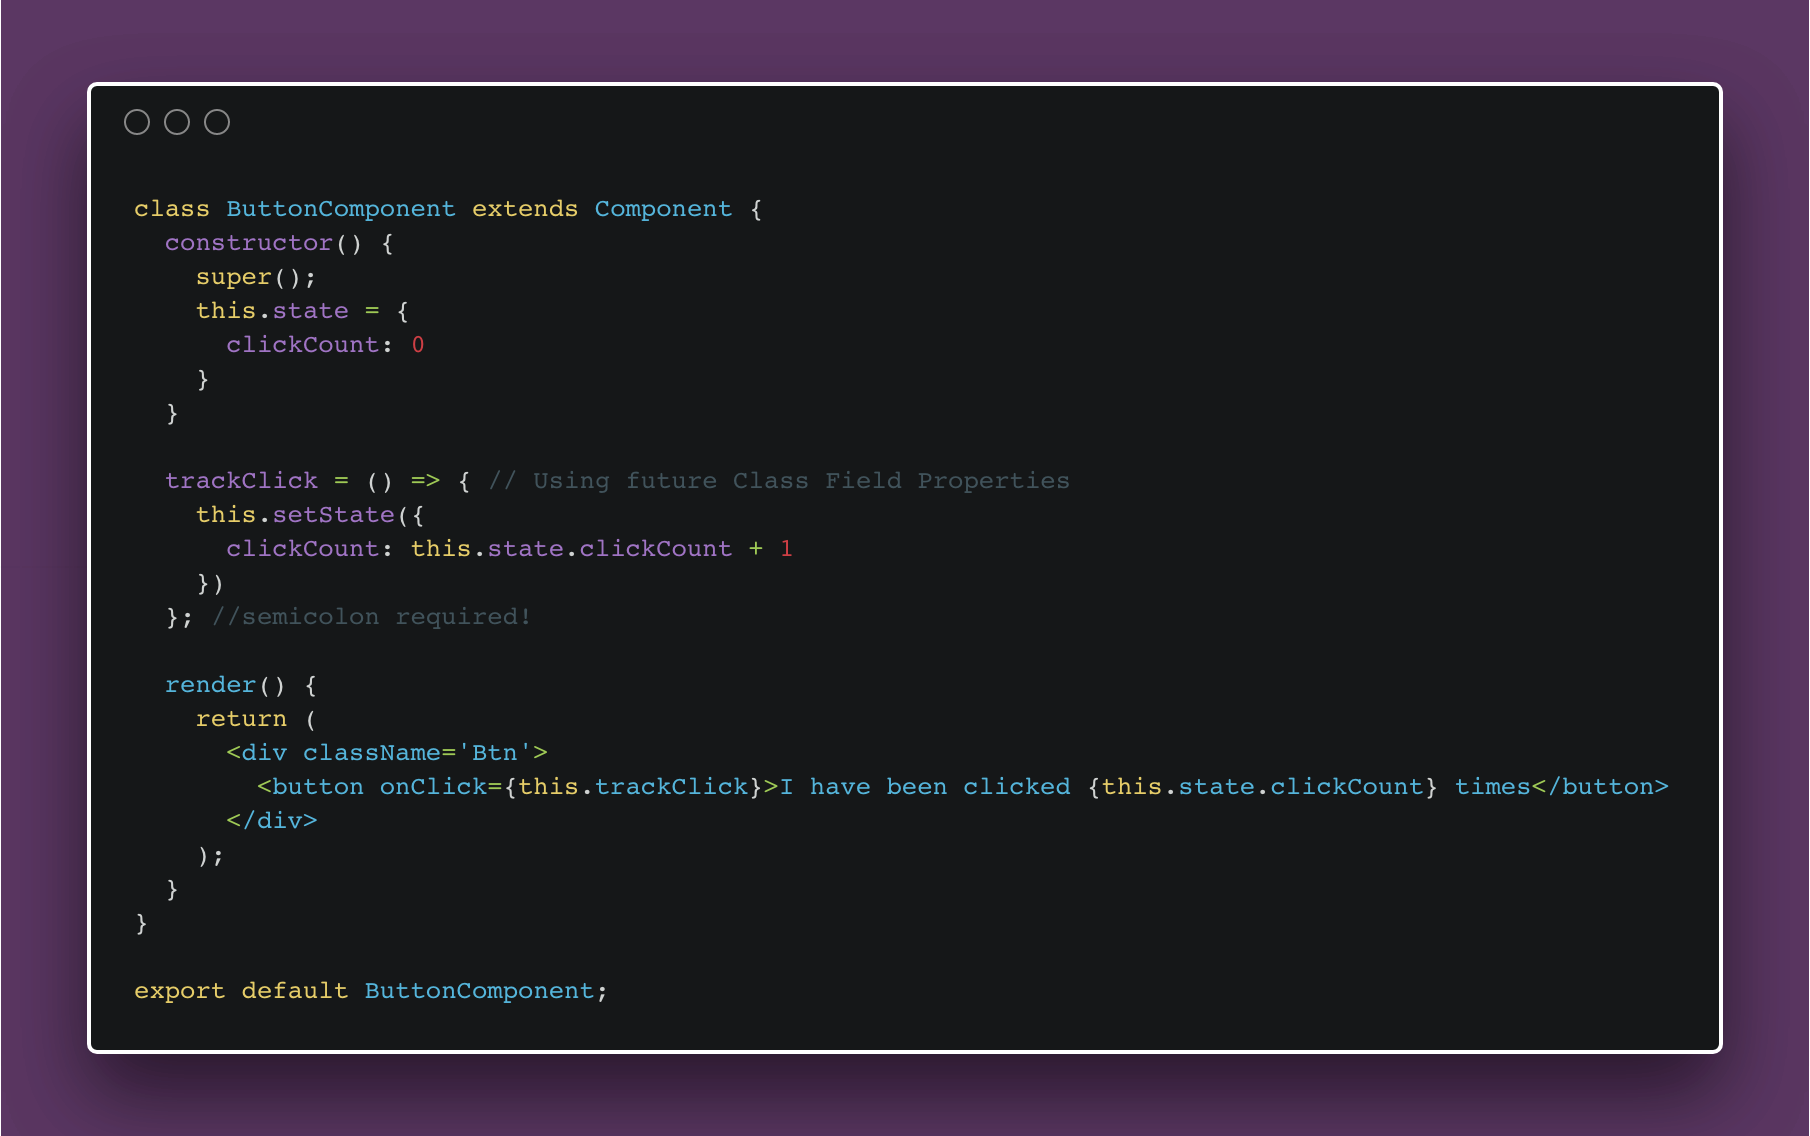 class ButtonComponent extends Component {
  constructor() {
    super();
    this.state = {
      clickCount: 0
    }
  }

  trackClick = () => { // Using future Class Field Properties
    this.setState({
      clickCount: this.state.clickCount + 1
    })
  }; //semicolon required!

  render() {
    return (
      <div className='Btn'>
        <button onClick={this.trackClick}>I have been clicked {this.state.clickCount} times</button>
      </div>
    );
  }
}

export default ButtonComponent;